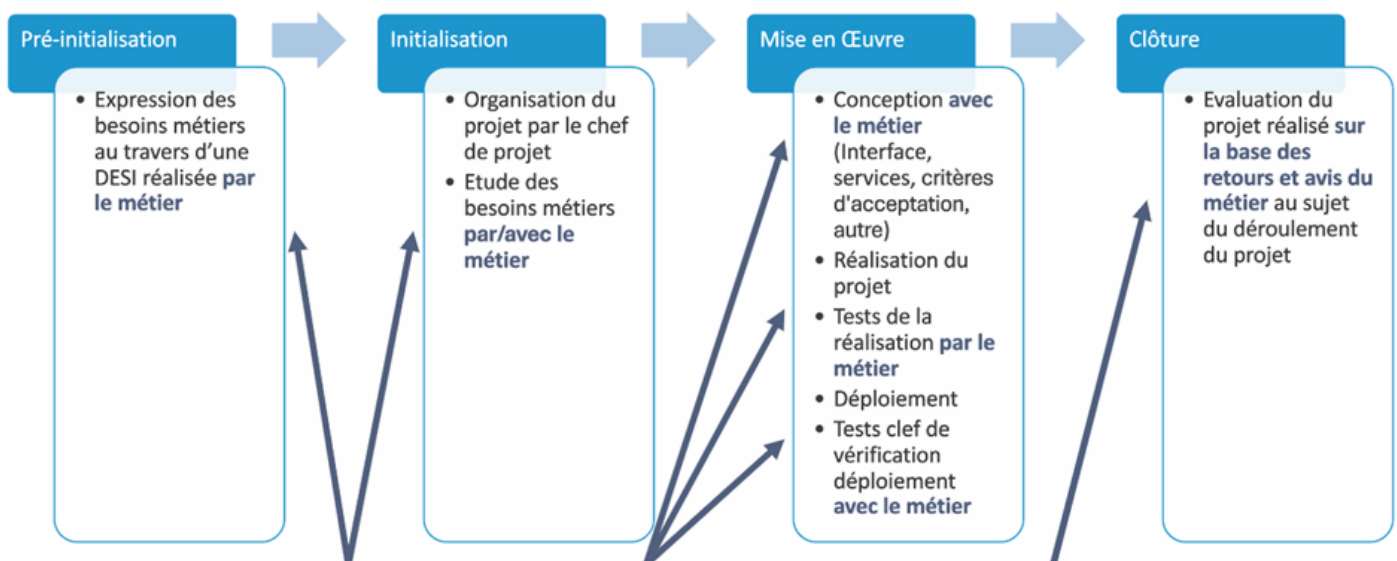 Pré-initialisation
• Expression des
besoins métiers
au travers d'une
DESI réalisée par
le métier
Initialisation
• Organisation du
projet par le chef
de projet
• Etude des
besoins métiers
par/avec le
métier
Mise en Œuvre
• Conception avec
le métier
(Interface,
services, critères
d'acceptation,
autre)
• Réalisation du
projet
• Tests de la
réalisation par le
métier
• Déploiement
• Tests clef de
vérification
déploiement
avec le métier
Clôture
• Evaluation du
projet réalisé sur
la base des
retours et avis du
métier au sujet
du déroulement
du projet